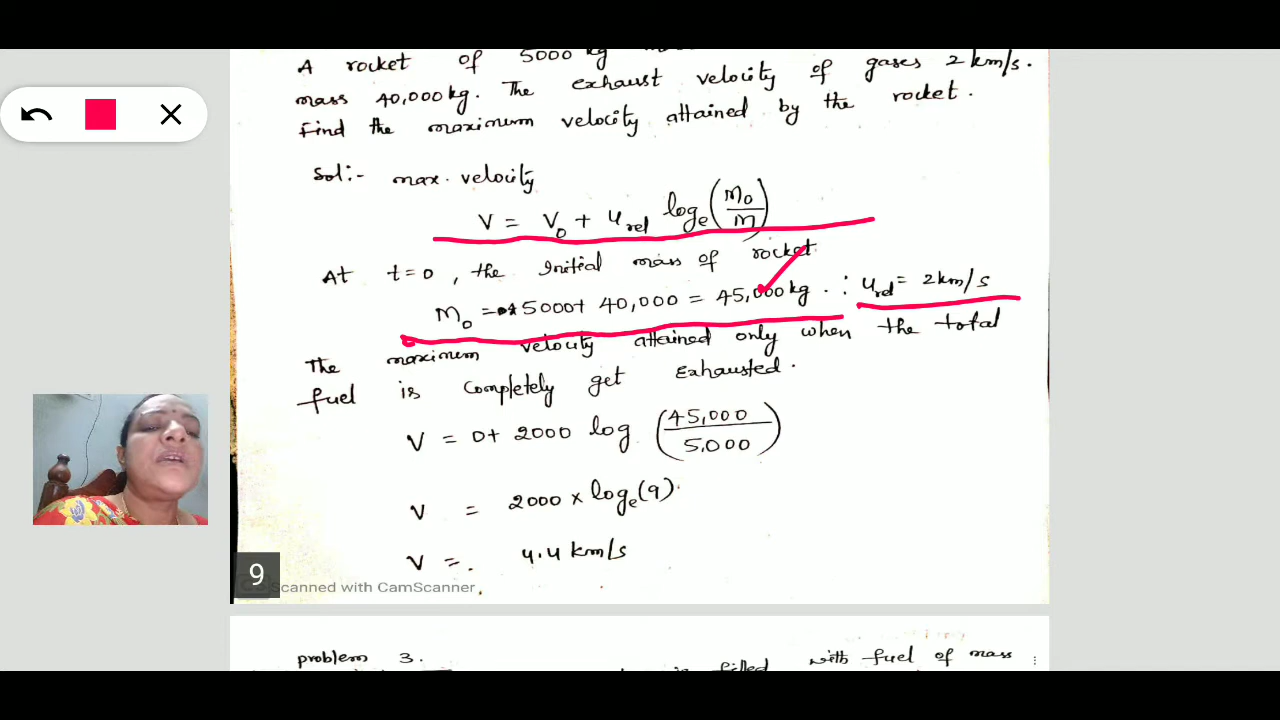 A rocket of 5000 kg
mass 40,000 kg. The exhaust velocity of gases 2 km/s.
Find the maximum velocity attained by the rocket.
Sol:- max. velocity
V = V₀ + u_rel logₑ(m₀/m)
At t=0, the initial mass of rocket
m₀ = 5000 + 40,000 = 45,000 kg. : u_rel = 2 km/s
The maximum velocity attained only when the total
fuel is completely get Exhausted.
V = 0 + 2000 log (45,000/5,000)
V = 2000 × logₑ(9).
V = . 4.4 km/s
9
Scanned with CamScanner
problem 3.
filled with fuel of mass